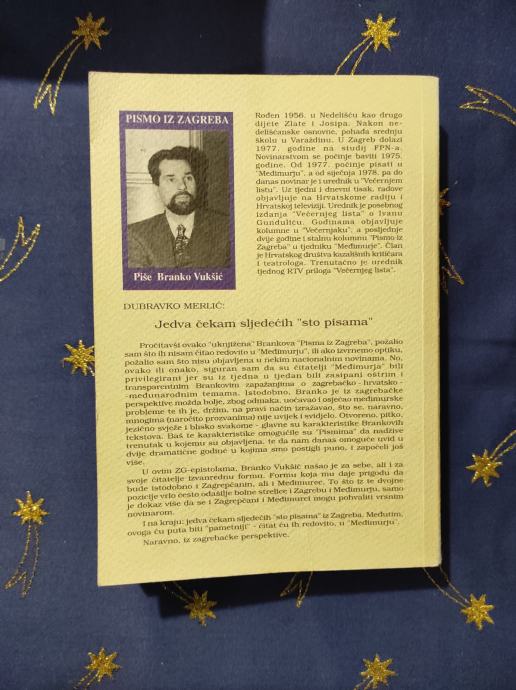 PISMO IZ ZAGREBA
Piše Branko Vukšić
Rođen 1956. u Nedelišću kao drugo
dijete Zlate i Josipa. Nakon ne-
delišćanske osnovne, pohađa srednju
školu u Varaždinu. U Zagreb dolazi
1977. godine na studij FPN-a.
Novinarstvom se počinje baviti 1975.
godine. Od 1977. počinje pisati u
"Međimurju", a od siječnja 1978. pa do
danas novinar je i urednik u "Večernjem
listu". Uz tjedni i dnevni tisak, radove
objavljuje na Hrvatskome radiju i
Hrvatskoj televiziji. Urednik je posebnog
izdanja "Večernjeg lista" o Ivanu
Gunduliću. Godinama objavljuje
kolumne u "Večernjaku", a posljednje
dvije godine i stalnu kolumnu "Pismo iz
Zagreba" u tjedniku "Međimurje". Član
je Hrvatskog društva kazališnih kritičara
i teatrologa. Trenutačno je urednik
tjednog RTV priloga "Večernjeg lista".
DUBRAVKO MERLIĆ:
Jedva čekam sljedećih "sto pisama"
Pročitavši ovako "uknjižena" Brankova "Pisma iz Zagreba", požalio
sam što ih nisam čitao redovito u "Međimurju", ili ako izvrnemo optiku,
požalio sam što nisu objavljena u nekim nacionalnim novinama. No,
ovako ili onako, siguran sam da su čitatelji "Međimurja" bili
privilegirani jer su iz tjedna u tjedan bili zasipani oštrim i
transparentnim Brankovim zapažanjima o zagrebačko - hrvatsko -
-međunarodnim temama. Istodobno, Branko je iz zagrebačke
perspektive možda bolje, zbog odmaka, uočavao i osjećao međimurske
probleme te ih je, držim, na pravi način izražavao, što se, naravno,
mnogima (naročito prozvanima) nije uvijek i svidjelo. Otvoreno, pitko,
jezično svježe i blisko svakome - glavne su karakteristike Brankovih
tekstova. Baš te karakteristike omogućile su "Pismima" da nadžive
trenutak u kojemu su objavljena, te da nam danas omoguće uvid u
dvije dramatične godine u kojima smo postigli puno, i započeli još
više.
U ovim ZG-epistolama, Branko Vukšić našao je za sebe, ali i za
svoje čitatelje izvanrednu formu. Formu koja mu daje prigodu da
bude istodobno i Zagrepčanin, ali i Međimurec. To što iz te dvojne
pozicije vrlo često odašilje bolne strelice i Zagrebu i Međimurju, samo
je dokaz više da se i Zagrepčani i Međimurci mogu pohvaliti vrsnim
novinarom.
I na kraju: jedva čekam sljedećih "sto pisama" iz Zagreba. Međutim,
ovoga ću puta biti "pametniji" - čitat ću ih redovito, u "Međimurju".
Naravno, iz zagrebačke perspektive.